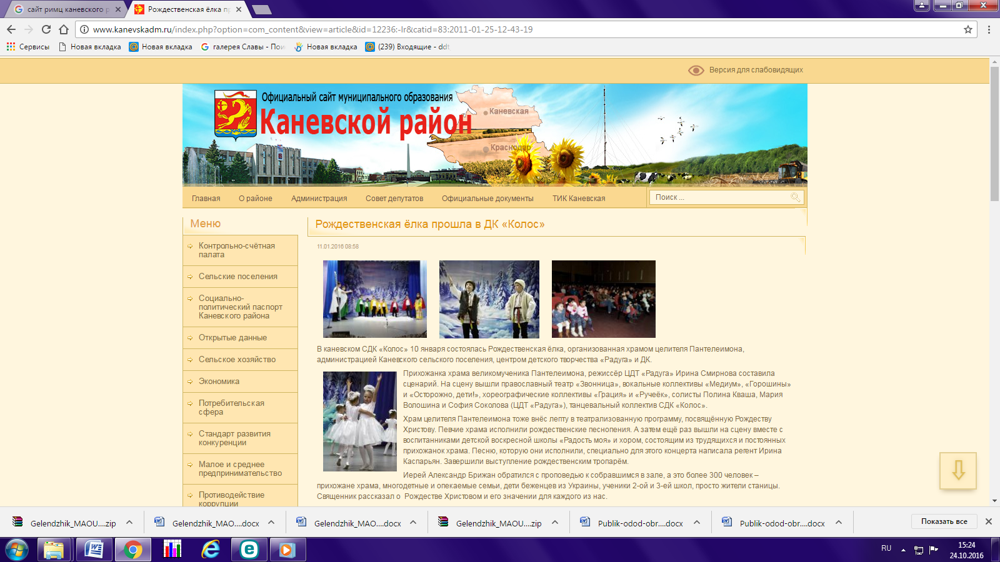 сайт римц каневского р
Рождественская ёлка пр
www.kanevskadm.ru/index.php?option=com_content&view=article&id=12236:-lr&catid=83:2011-01-25-12-43-19
Сервисы
Новая вкладка
Новая вкладка
галерея Славы - Пои
Новая вкладка
(239) Входящие - ddt
Версия для слабовидящих
Официальный сайт муниципального образования
Каневской район
Каневская
Краснодар
Главная
О районе
Администрация
Совет депутатов
Официальные документы
ТИК Каневская
Поиск ...
Меню
Контрольно-счётная
палата
Сельские поселения
Социально-
политический паспорт
Каневского района
Открытые данные
Сельское хозяйство
Экономика
Потребительская
сфера
Стандарт развития
конкуренции
Малое и среднее
предпринимательство
Противодействие
коррупции
Рождественская ёлка прошла в ДК «Колос»
11.01.2016 08:58
В каневском СДК «Колос» 10 января состоялась Рождественская ёлка, организованная храмом целителя Пантелеимона,
администрацией Каневского сельского поселения, центром детского творчества «Радуга» и ДК.
Прихожанка храма великомученика Пантелеимона, режиссёр ЦДТ «Радуга» Ирина Смирнова составила
сценарий. На сцену вышли православный театр «Звонница», вокальные коллективы «Медиум», «Горошины»
и «Осторожно, дети!», хореографические коллективы «Грация» и «Ручеёк», солисты Полина Кваша, Мария
Волошина и София Соколова (ЦДТ «Радуга»), танцевальный коллектив СДК «Колос».
Храм целителя Пантелеимона тоже внёс лепту в театрализованную программу, посвящённую Рождеству
Христову. Певчие храма исполнили рождественские песнопения. А затем ещё раз вышли на сцену вместе с
воспитанниками детской воскресной школы «Радость моя» и хором, состоящим из трудящихся и постоянных
прихожанок храма. Песню, которую они исполнили, специально для этого концерта написала регент Ирина
Каспарьян. Завершили выступление рождественским тропарём.
Иерей Александр Брижан обратился с проповедью к собравшимся в зале, а это более 300 человек –
прихожане храма, многодетные и опекаемые семьи, дети беженцев из Украины, ученики 2-ой и 3-ей школ, просто жители станицы.
Священник рассказал о Рождестве Христовом и его значении для каждого из нас.
Gelendzhik_MAOU....zip
Gelendzhik_MAO....docx
Gelendzhik_MAO....docx
Gelendzhik_MAOU....zip
Publik-odod-obr....docx
Publik-odod-obr....docx
Показать все
RU
15:24
24.10.2016